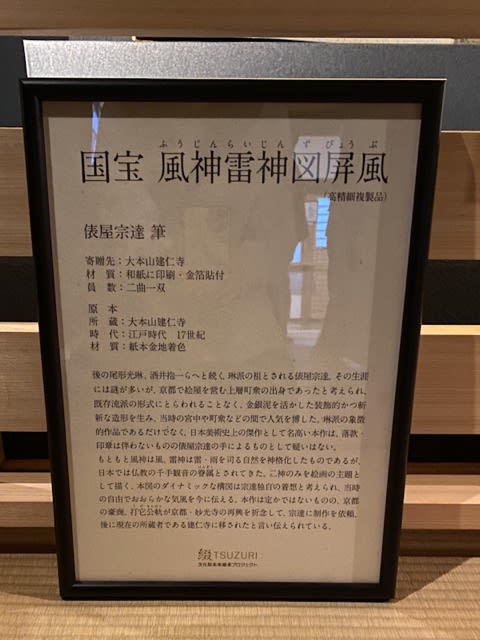 ふうじんらいじんずびょうぶ
国宝 風神雷神図屏風
(高精細複製品)
俵屋宗達 筆
寄贈先：大本山建仁寺
材　質：和紙に印刷・金箔貼付
員　数：二曲一双
原　本
所　蔵：大本山建仁寺
時　代：江戸時代　17世紀
材　質：紙本金地着色
後の尾形光琳、酒井抱一らへと続く、琳派の祖とされる俵屋宗達。その生涯
には謎が多いが、京都で絵屋を営む上層町衆の出身であったと考えられ、
既存流派の形式にとらわれることなく、金銀泥を活かした装飾的かつ斬
新な造形を生み、当時の宮中や町衆などの間で人気を博した。琳派の象徴
的作品であるだけでなく、日本美術史上の傑作として名高い本作は、落款・
印章は伴わないものの俵屋宗達の手によるものとして疑いはない。
もともと風神は風、雷神は雷・雨を司る自然を神格化したものであるが、
日本では仏教の千手観音の眷属とされてきた。二神のみを絵画の主題と
して描く、本図のダイナミックな構図は宗達独自の着想と考えられ、当時
の自由でおおらかな気風を今に伝える。本作は定かではないものの、京都
の豪商、打它公軌が京都・妙光寺の再興を祈念して、宗達に制作を依頼、
後に現在の所蔵者である建仁寺に移されたと言い伝えられている。
綴TSUZURI
文化財未来継承プロジェクト